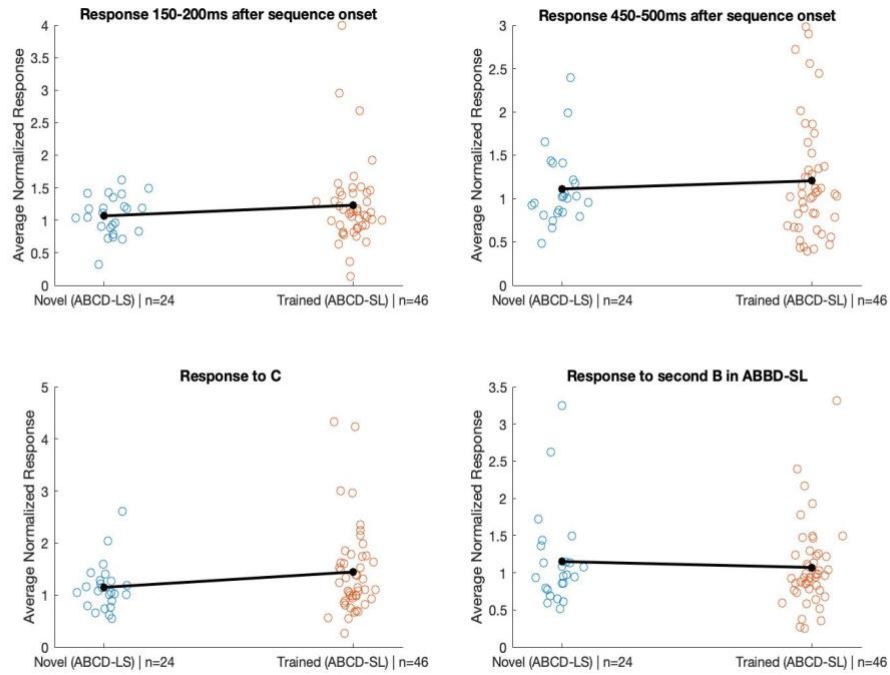 Response 150-200ms after sequence onset
Average Normalized Response
4
3.5
3
2.5
2
1.5
1
0.5
0
Novel (ABCD-LS) | n=24
Trained (ABCD-SL) | n=46
Response 450-500ms after sequence onset
Average Normalized Response
3
2.5
2
1.5
1
0.5
0
Novel (ABCD-LS) | n=24
Trained (ABCD-SL) | n=46
Response to C
Average Normalized Response
5
4
3
2
1
0
Novel (ABCD-LS) | n=24
Trained (ABCD-SL) | n=46
Response to second B in ABBD-SL
Average Normalized Response
3.5
3
2.5
2
1.5
1
0.5
0
Novel (ABCD-LS) | n=24
Trained (ABCD-SL) | n=46